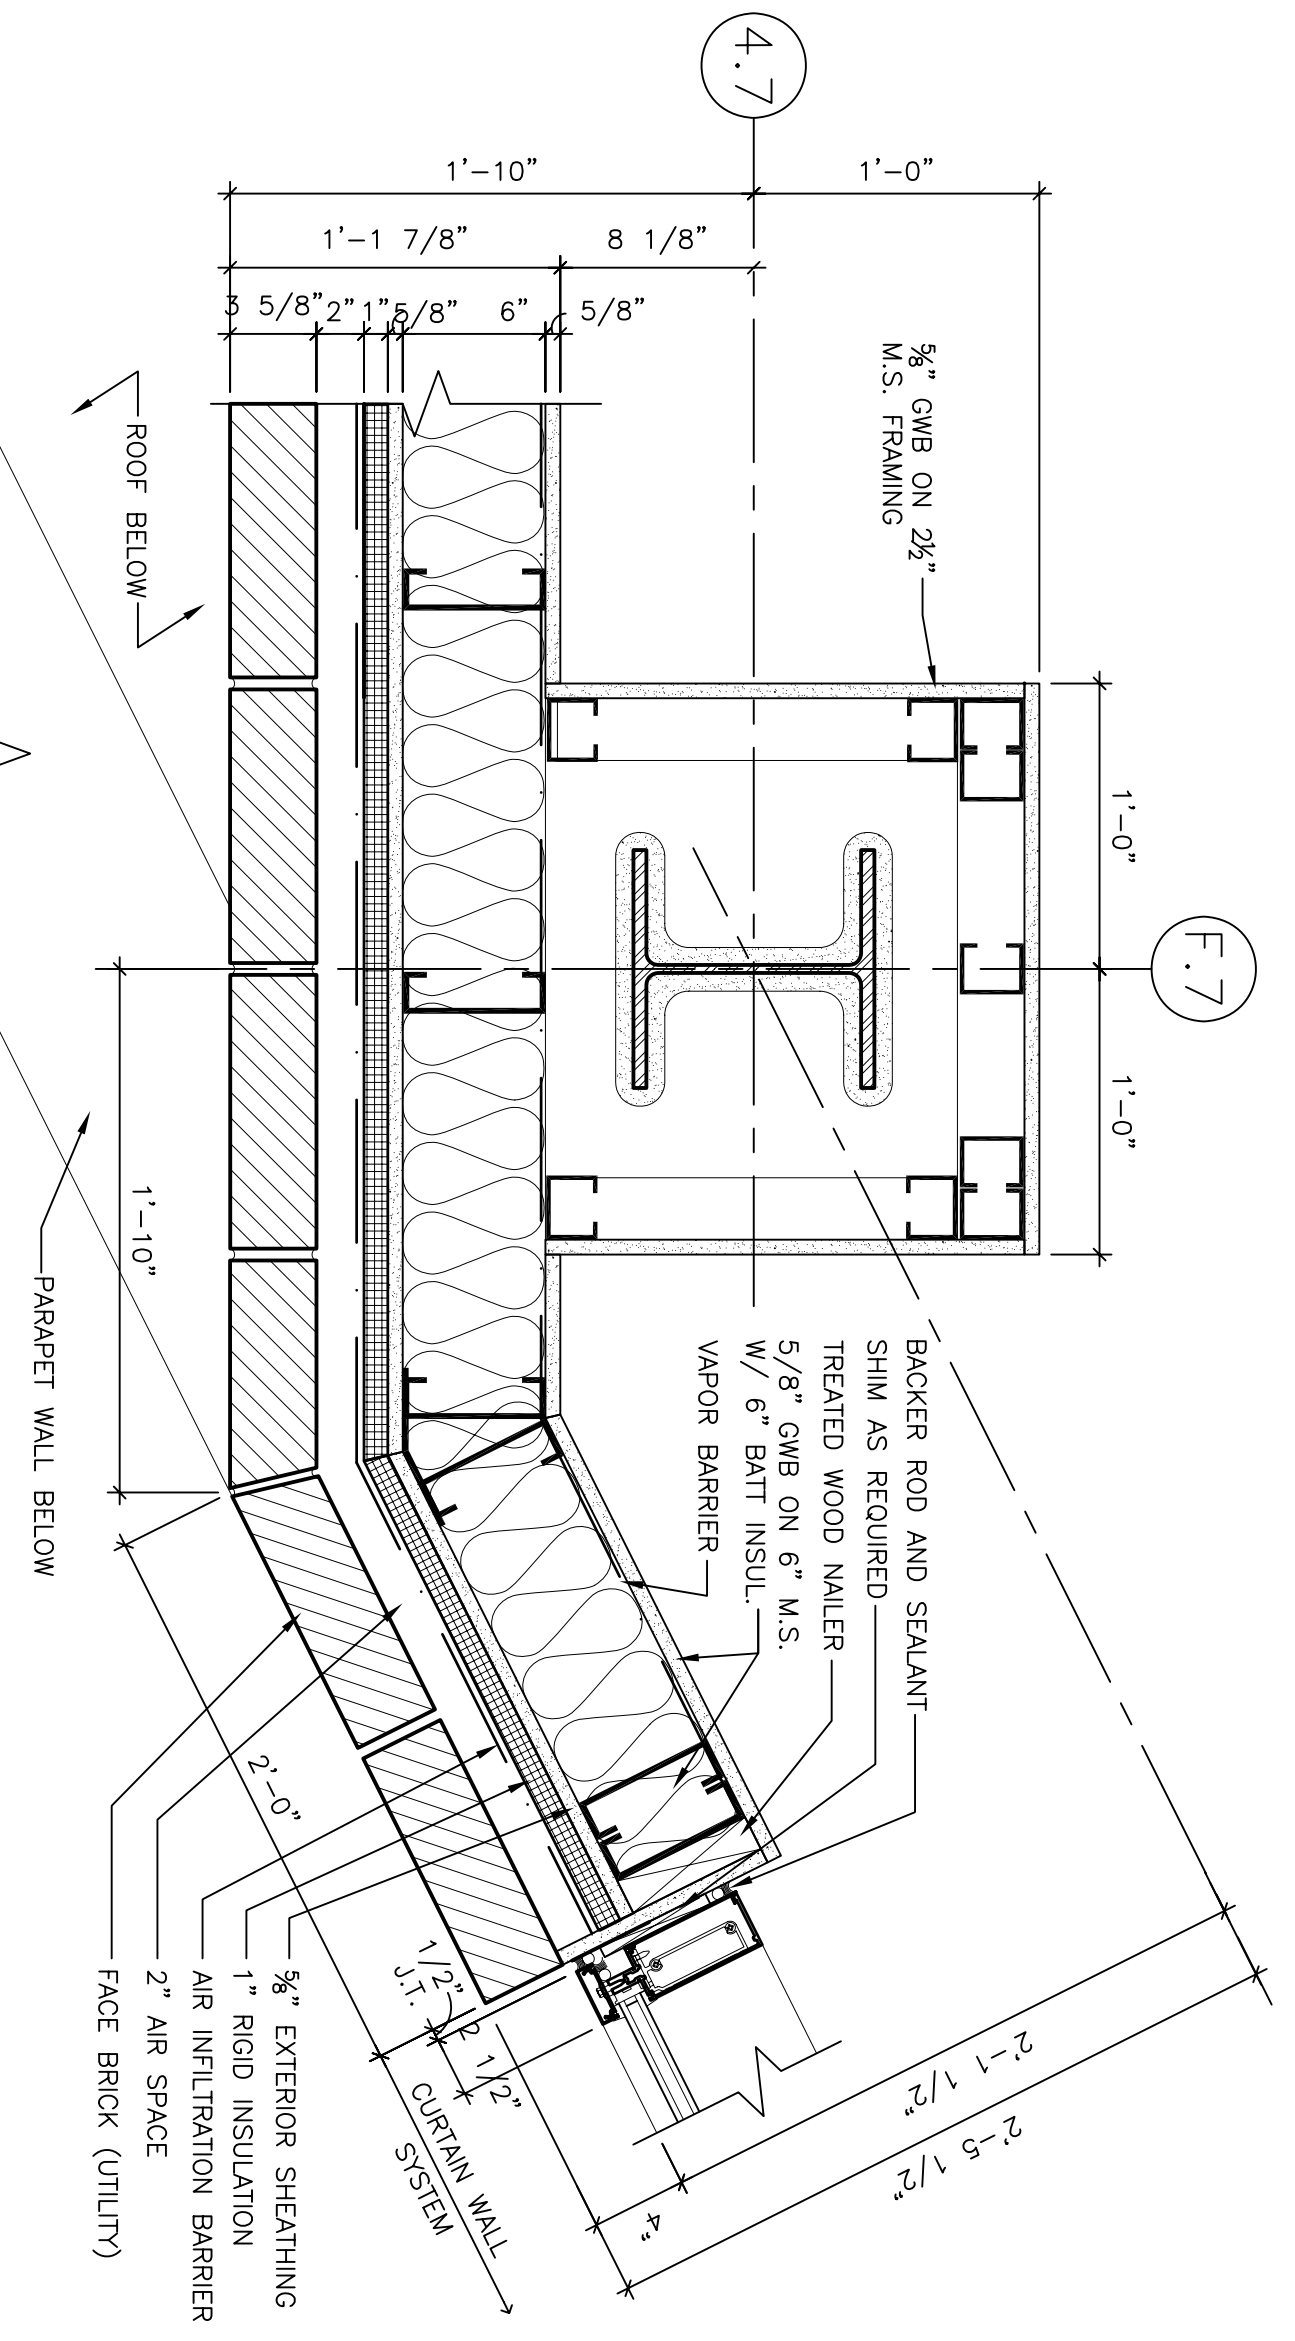 4.7
1'-10"
1'-0"
1'-1 7/8"
8 1/8"
3 5/8"
2"
1"
5/8"
6"
5/8"
⅝" GWB ON 2½"
M.S. FRAMING
ROOF BELOW
1'-0"
F.7
1'-0"
1'-10"
PARAPET WALL BELOW
BACKER ROD AND SEALANT
SHIM AS REQUIRED
TREATED WOOD NAILER
5/8" GWB ON 6" M.S.
W/ 6" BATT INSUL.
VAPOR BARRIER
2'-0"
1/2"
J.T.
2 1/2"
CURTAIN WALL
SYSTEM
2'-1 1/2"
2'-5 1/2"
4"
⅝" EXTERIOR SHEATHING
1" RIGID INSULATION
AIR INFILTRATION BARRIER
2" AIR SPACE
FACE BRICK (UTILITY)